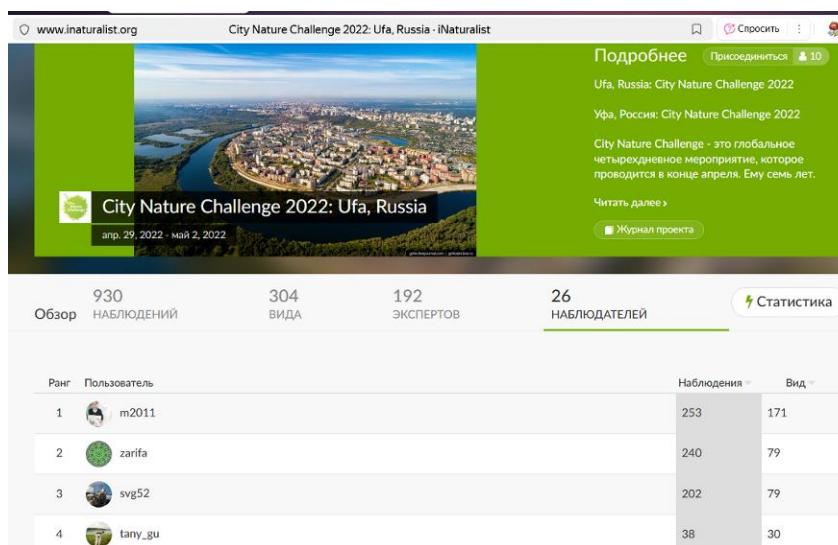 www.inaturalist.org City Nature Challenge 2022: Ufa, Russia · iNaturalist Спросить
Подробнее Присоединиться 10
Ufa, Russia: City Nature Challenge 2022
Уфа, Россия: City Nature Challenge 2022
City Nature Challenge - это глобальное
четырехдневное мероприятие, которое
проводится в конце апреля. Ему семь лет.
Читать далее ›
Журнал проекта
City Nature Challenge 2022: Ufa, Russia
апр. 29, 2022 - май 2, 2022
Обзор
930 НАБЛЮДЕНИЙ
304 ВИДА
192 ЭКСПЕРТОВ
26 НАБЛЮДАТЕЛЕЙ
Статистика
Ранг Пользователь Наблюдения Вид
1 m2011 253 171
2 zarifa 240 79
3 svg52 202 79
4 tany_gu 38 30